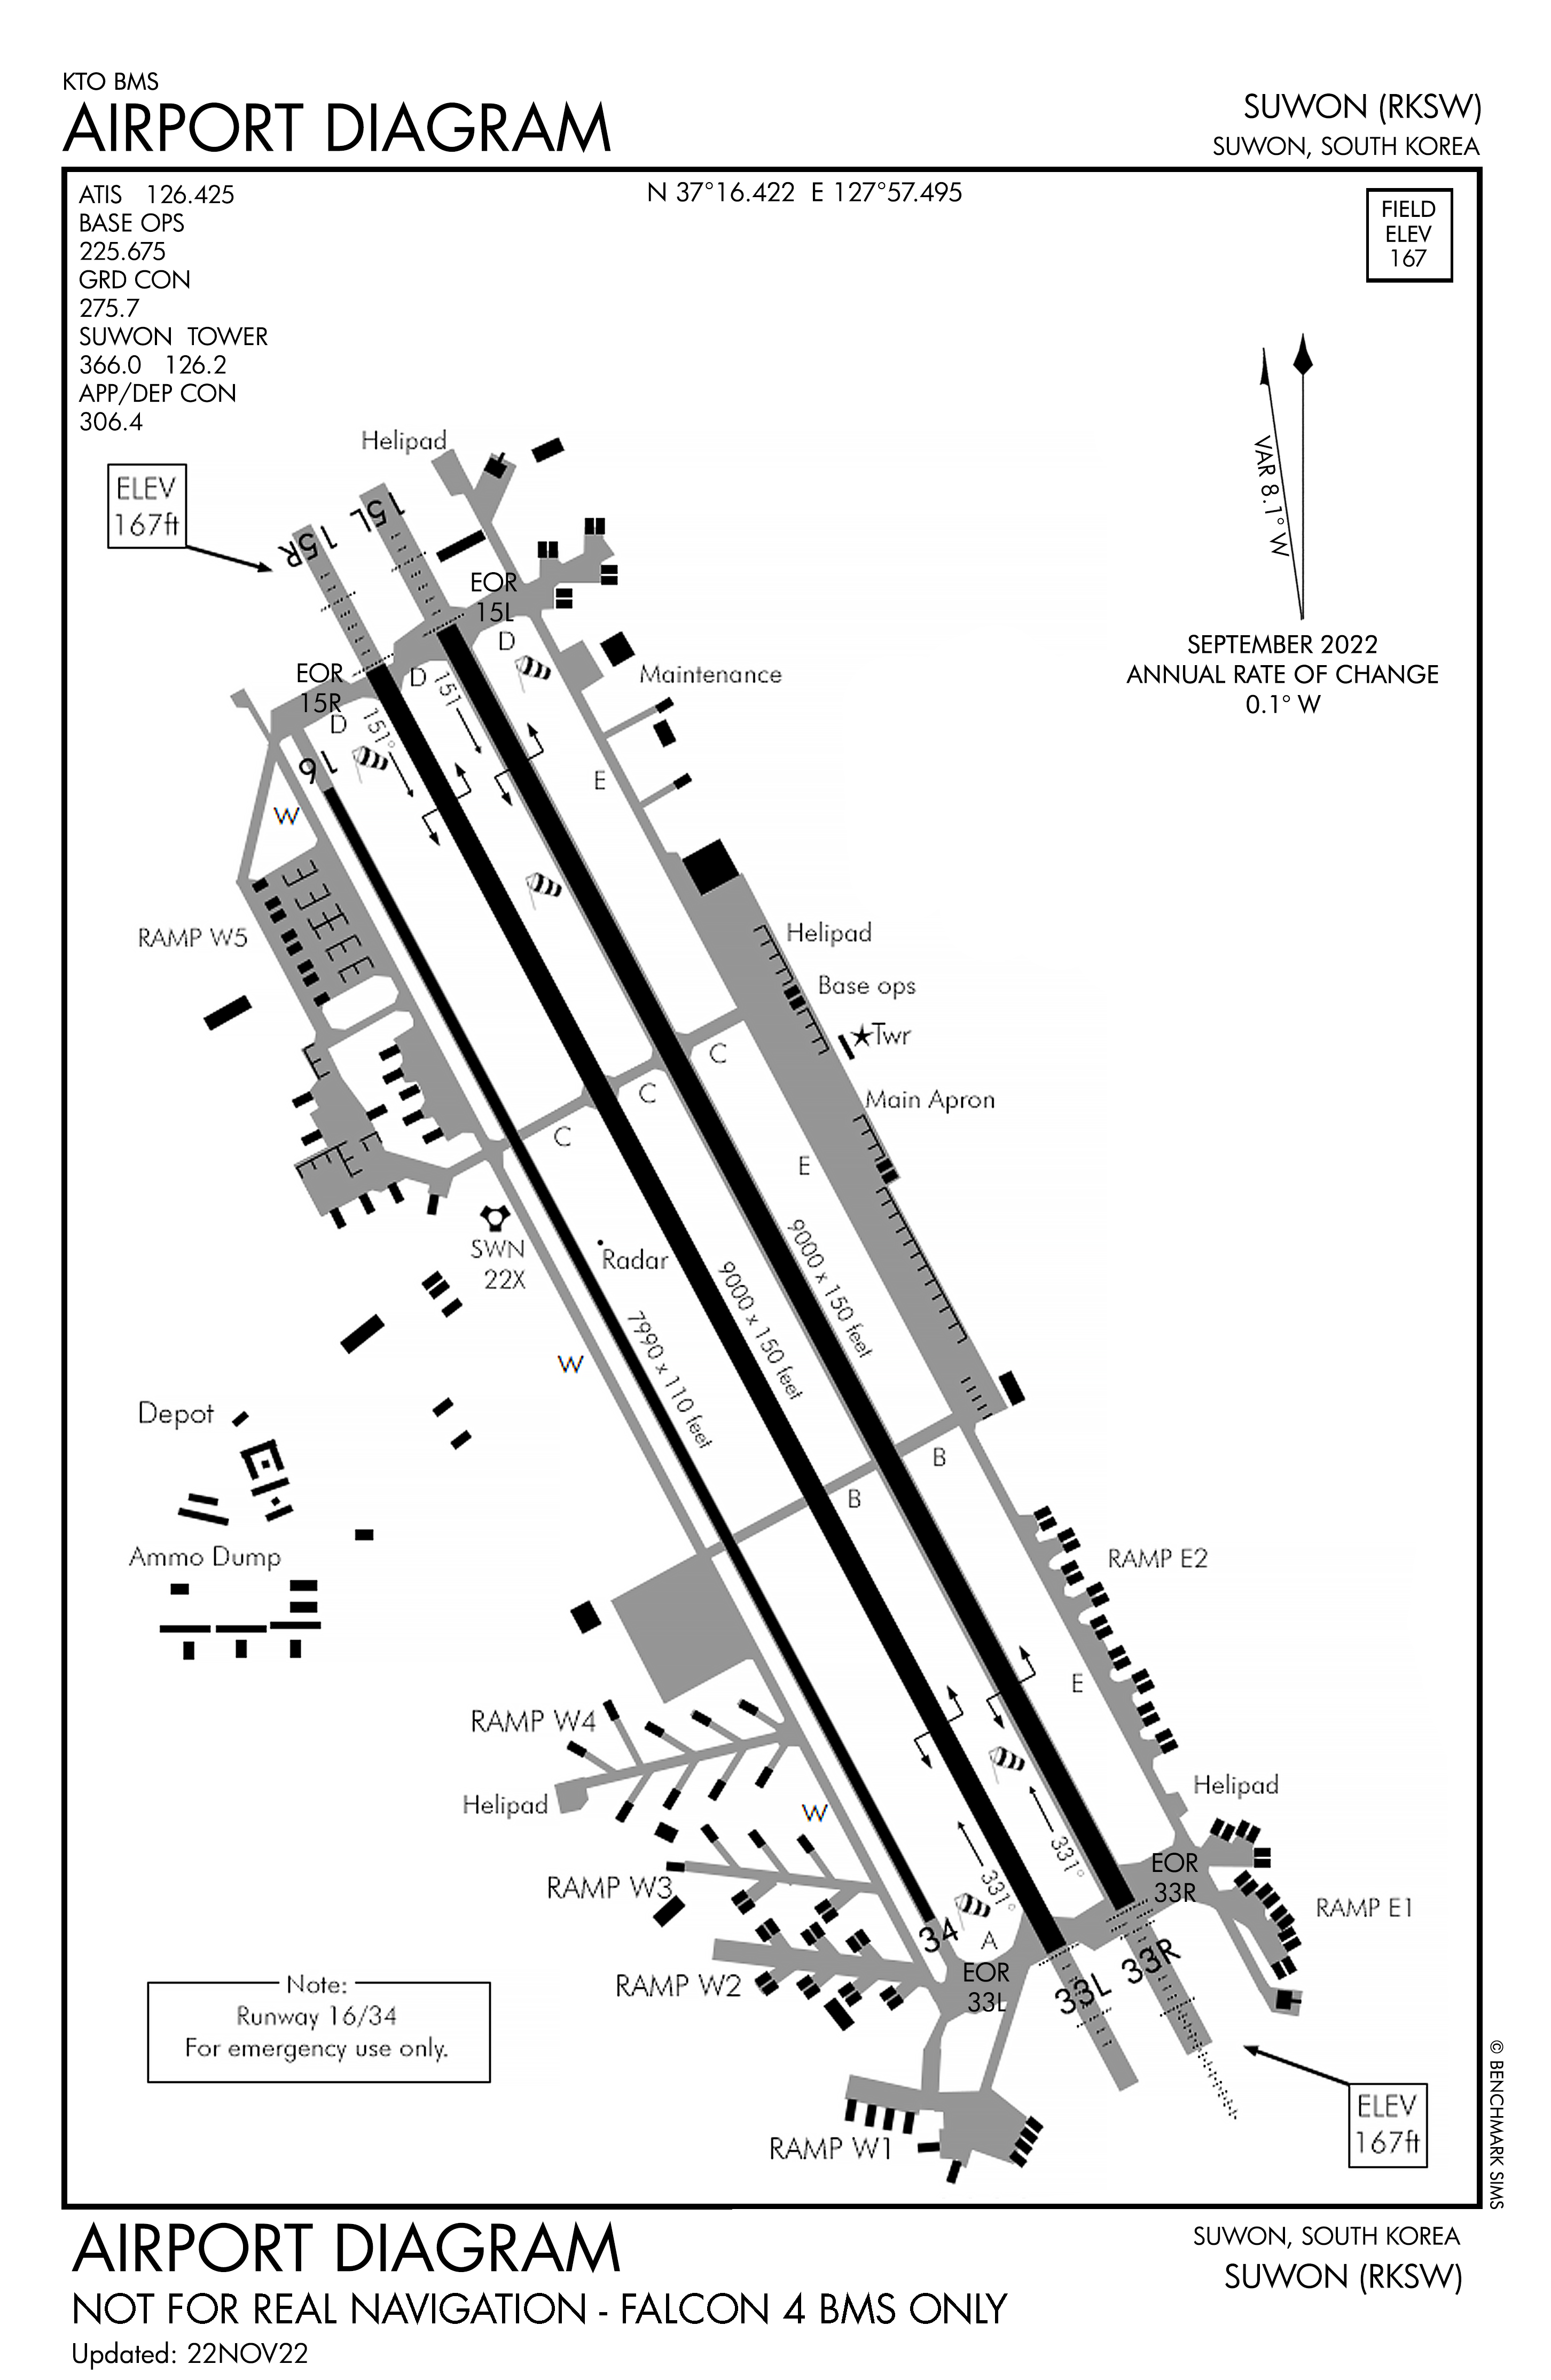 KTO BMS
AIRPORT DIAGRAM
SUWON (RKSW)
SUWON, SOUTH KOREA
ATIS 126.425
BASE OPS
225.675
GRD CON
275.7
SUWON TOWER
366.0 126.2
APP/DEP CON
306.4
N 37°16.422 E 127°57.495
FIELD
ELEV
167
VAR 8.1° W
SEPTEMBER 2022
ANNUAL RATE OF CHANGE
0.1° W
Helipad
ELEV
167ft
15R
15L
EOR
15L
D
EOR
15R
D
D
151°
151
16
Maintenance
E
W
RAMP W5
Helipad
Base ops
Twr
Main Apron
C
C
C
E
SWN
22X
Radar
9000 x 150 feet
9000 x 150 feet
7990 x 110 feet
W
Depot
B
B
Ammo Dump
RAMP E2
E
RAMP W4
Helipad
Helipad
W
RAMP W3
331°
331°
EOR
33R
RAMP E1
34
A
EOR
33L
33L
33R
RAMP W2
Note:
Runway 16/34
For emergency use only.
ELEV
167ft
RAMP W1
© BENCHMARK SIMS
AIRPORT DIAGRAM
SUWON, SOUTH KOREA
SUWON (RKSW)
NOT FOR REAL NAVIGATION - FALCON 4 BMS ONLY
Updated: 22NOV22